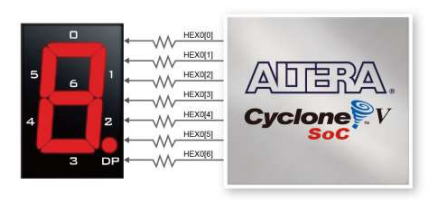 0
5
6
1
4
2
3
DP
HEX0[0]
HEX0[1]
HEX0[2]
HEX0[3]
HEX0[4]
HEX0[5]
HEX0[6]
ALTERA®
Cyclone™ V
SoC